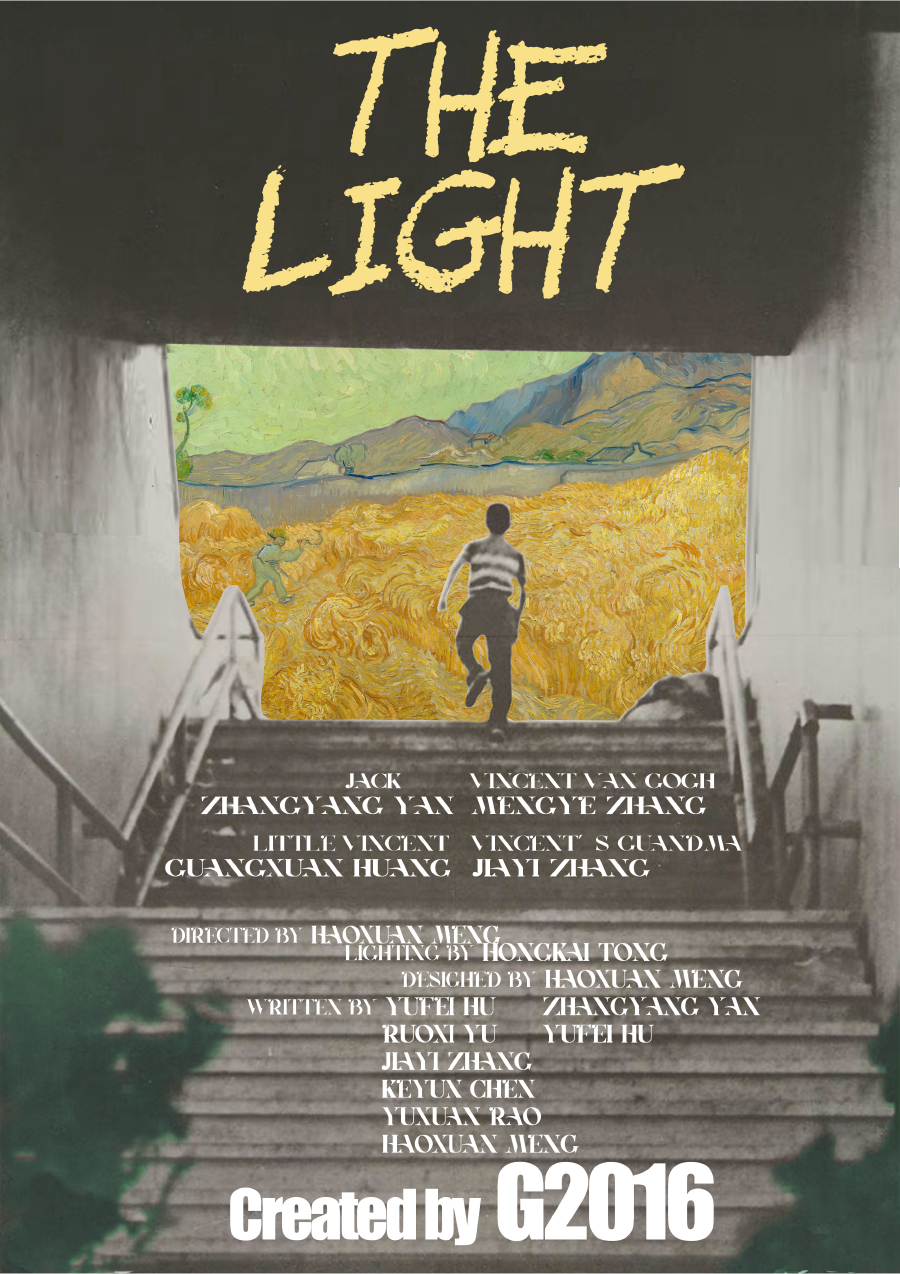 THE
LIGHT
JACK VINCENT VAN GOGH
ZHANGYANG YAN MENGYE ZHANG
LITTLE VINCENT VINCENT' S GUANDMA
GUANGXUAN HUANG JIAYI ZHANG
DIRECTED BY HAOXUAN MENG
LIGHTING BY HONGKAI TONG
DESIGHED BY HAOXUAN MENG
WRITTEN BY YUFEI HU ZHANGYANG YAN
RUOXI YU YUFEI HU
JIAYI ZHANG
KEYUN CHEN
YUXUAN RAO
HAOXUAN MENG
Created by G2016